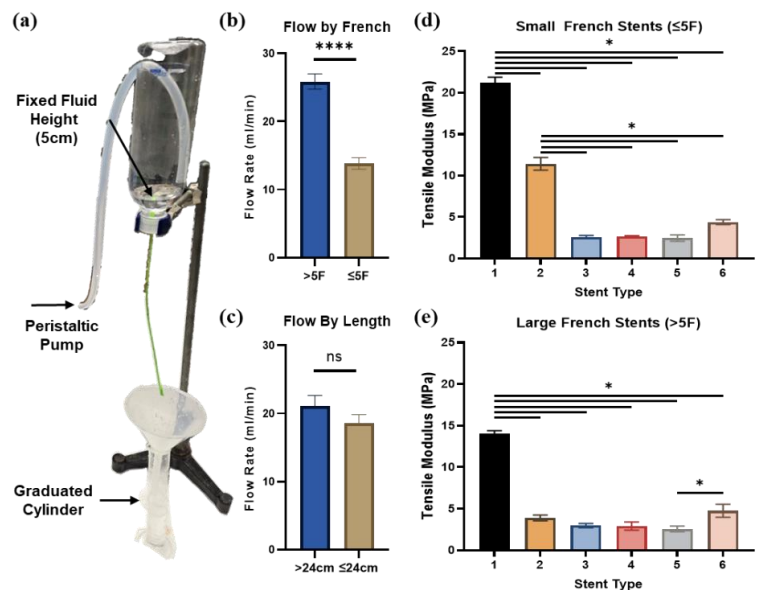 (a)
Fixed Fluid
Height
(5cm)
Peristaltic
Pump
Graduated
Cylinder
(b)
Flow by French
****
Flow Rate (ml/min)
30
20
10
0
>5F
≤5F
(c)
Flow By Length
ns
Flow Rate (ml/min)
30
20
10
0
>24cm
≤24cm
(d)
Small French Stents (≤5F)
*
*
Tensile Modulus (MPa)
25
20
15
10
5
0
1 2 3 4 5 6
Stent Type
(e)
Large French Stents (>5F)
*
*
Tensile Modulus (MPa)
25
20
15
10
5
0
1 2 3 4 5 6
Stent Type